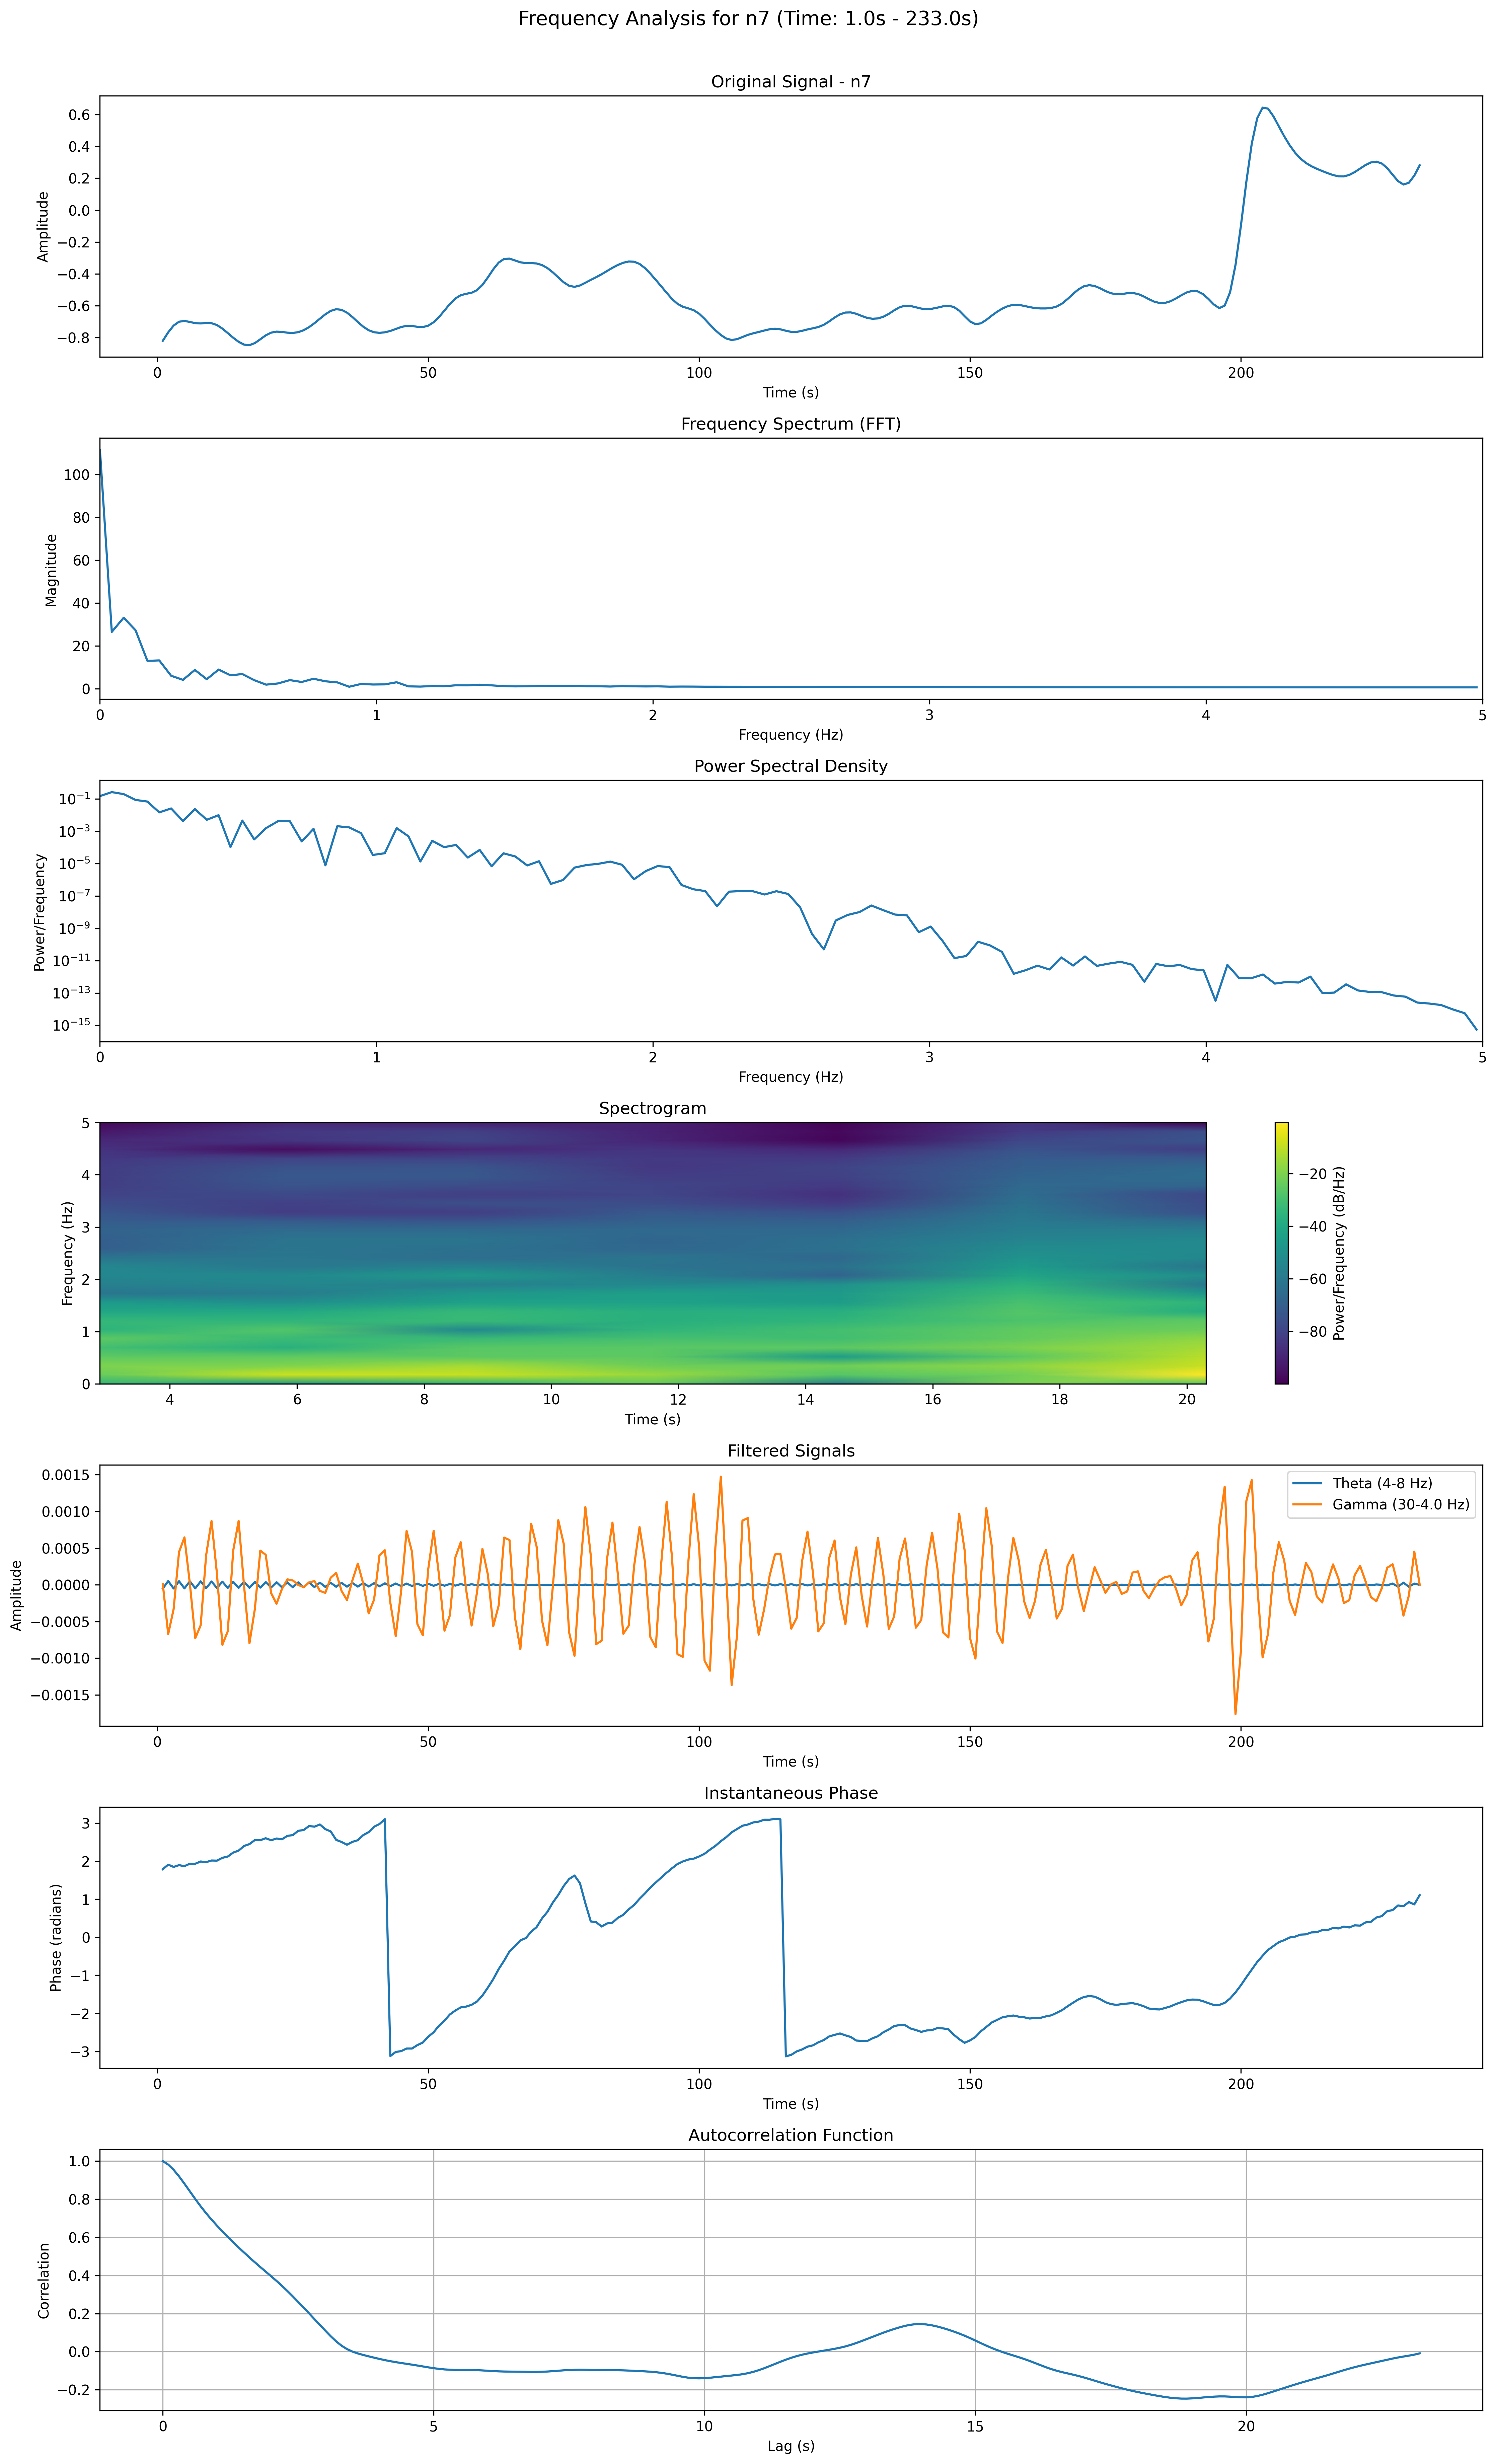 Frequency Analysis for n7 (Time: 1.0s - 233.0s)
Original Signal - n7
Amplitude
0.6
0.4
0.2
0.0
−0.2
−0.4
−0.6
−0.8
0 50 100 150 200
Time (s)
Frequency Spectrum (FFT)
Magnitude
100
80
60
40
20
0
0 1 2 3 4 5
Frequency (Hz)
Power Spectral Density
Power/Frequency
10⁻¹
10⁻³
10⁻⁵
10⁻⁷
10⁻⁹
10⁻¹¹
10⁻¹³
10⁻¹⁵
0 1 2 3 4 5
Frequency (Hz)
Spectrogram
Frequency (Hz)
5
4
3
2
1
0
4 6 8 10 12 14 16 18 20
Time (s)
−20
−40
−60
−80
Power/Frequency (dB/Hz)
Filtered Signals
Amplitude
0.0015
0.0010
0.0005
0.0000
−0.0005
−0.0010
−0.0015
Theta (4-8 Hz)
Gamma (30-4.0 Hz)
0 50 100 150 200
Time (s)
Instantaneous Phase
Phase (radians)
3
2
1
0
−1
−2
−3
0 50 100 150 200
Time (s)
Autocorrelation Function
Correlation
1.0
0.8
0.6
0.4
0.2
0.0
−0.2
0 5 10 15 20
Lag (s)